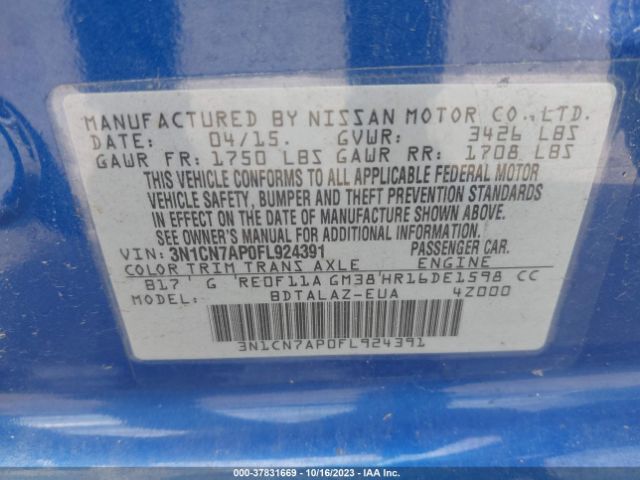 MANUFACTURED BY NISSAN MOTOR CO., LTD.
DATE: 04/15. GVWR: 3426 LBS
GAWR FR: 1750 LBS GAWR RR: 1708 LBS
THIS VEHICLE CONFORMS TO ALL APPLICABLE FEDERAL MOTOR
VEHICLE SAFETY, BUMPER AND THEFT PREVENTION STANDARDS
IN EFFECT ON THE DATE OF MANUFACTURE SHOWN ABOVE.
SEE OWNER'S MANUAL FOR ADDITIONAL INFORMATION.
VIN: 3N1CN7AP0FL924391 PASSENGER CAR.
COLOR TRIM TRANS AXLE ENGINE
B17 G RE0F11A GM38 HR16DE1598 CC
MODEL: BDTALAZ-EUA 4Z000
3N1CN7AP0FL924391
000-37831669 - 10/16/2023 - IAA Inc.